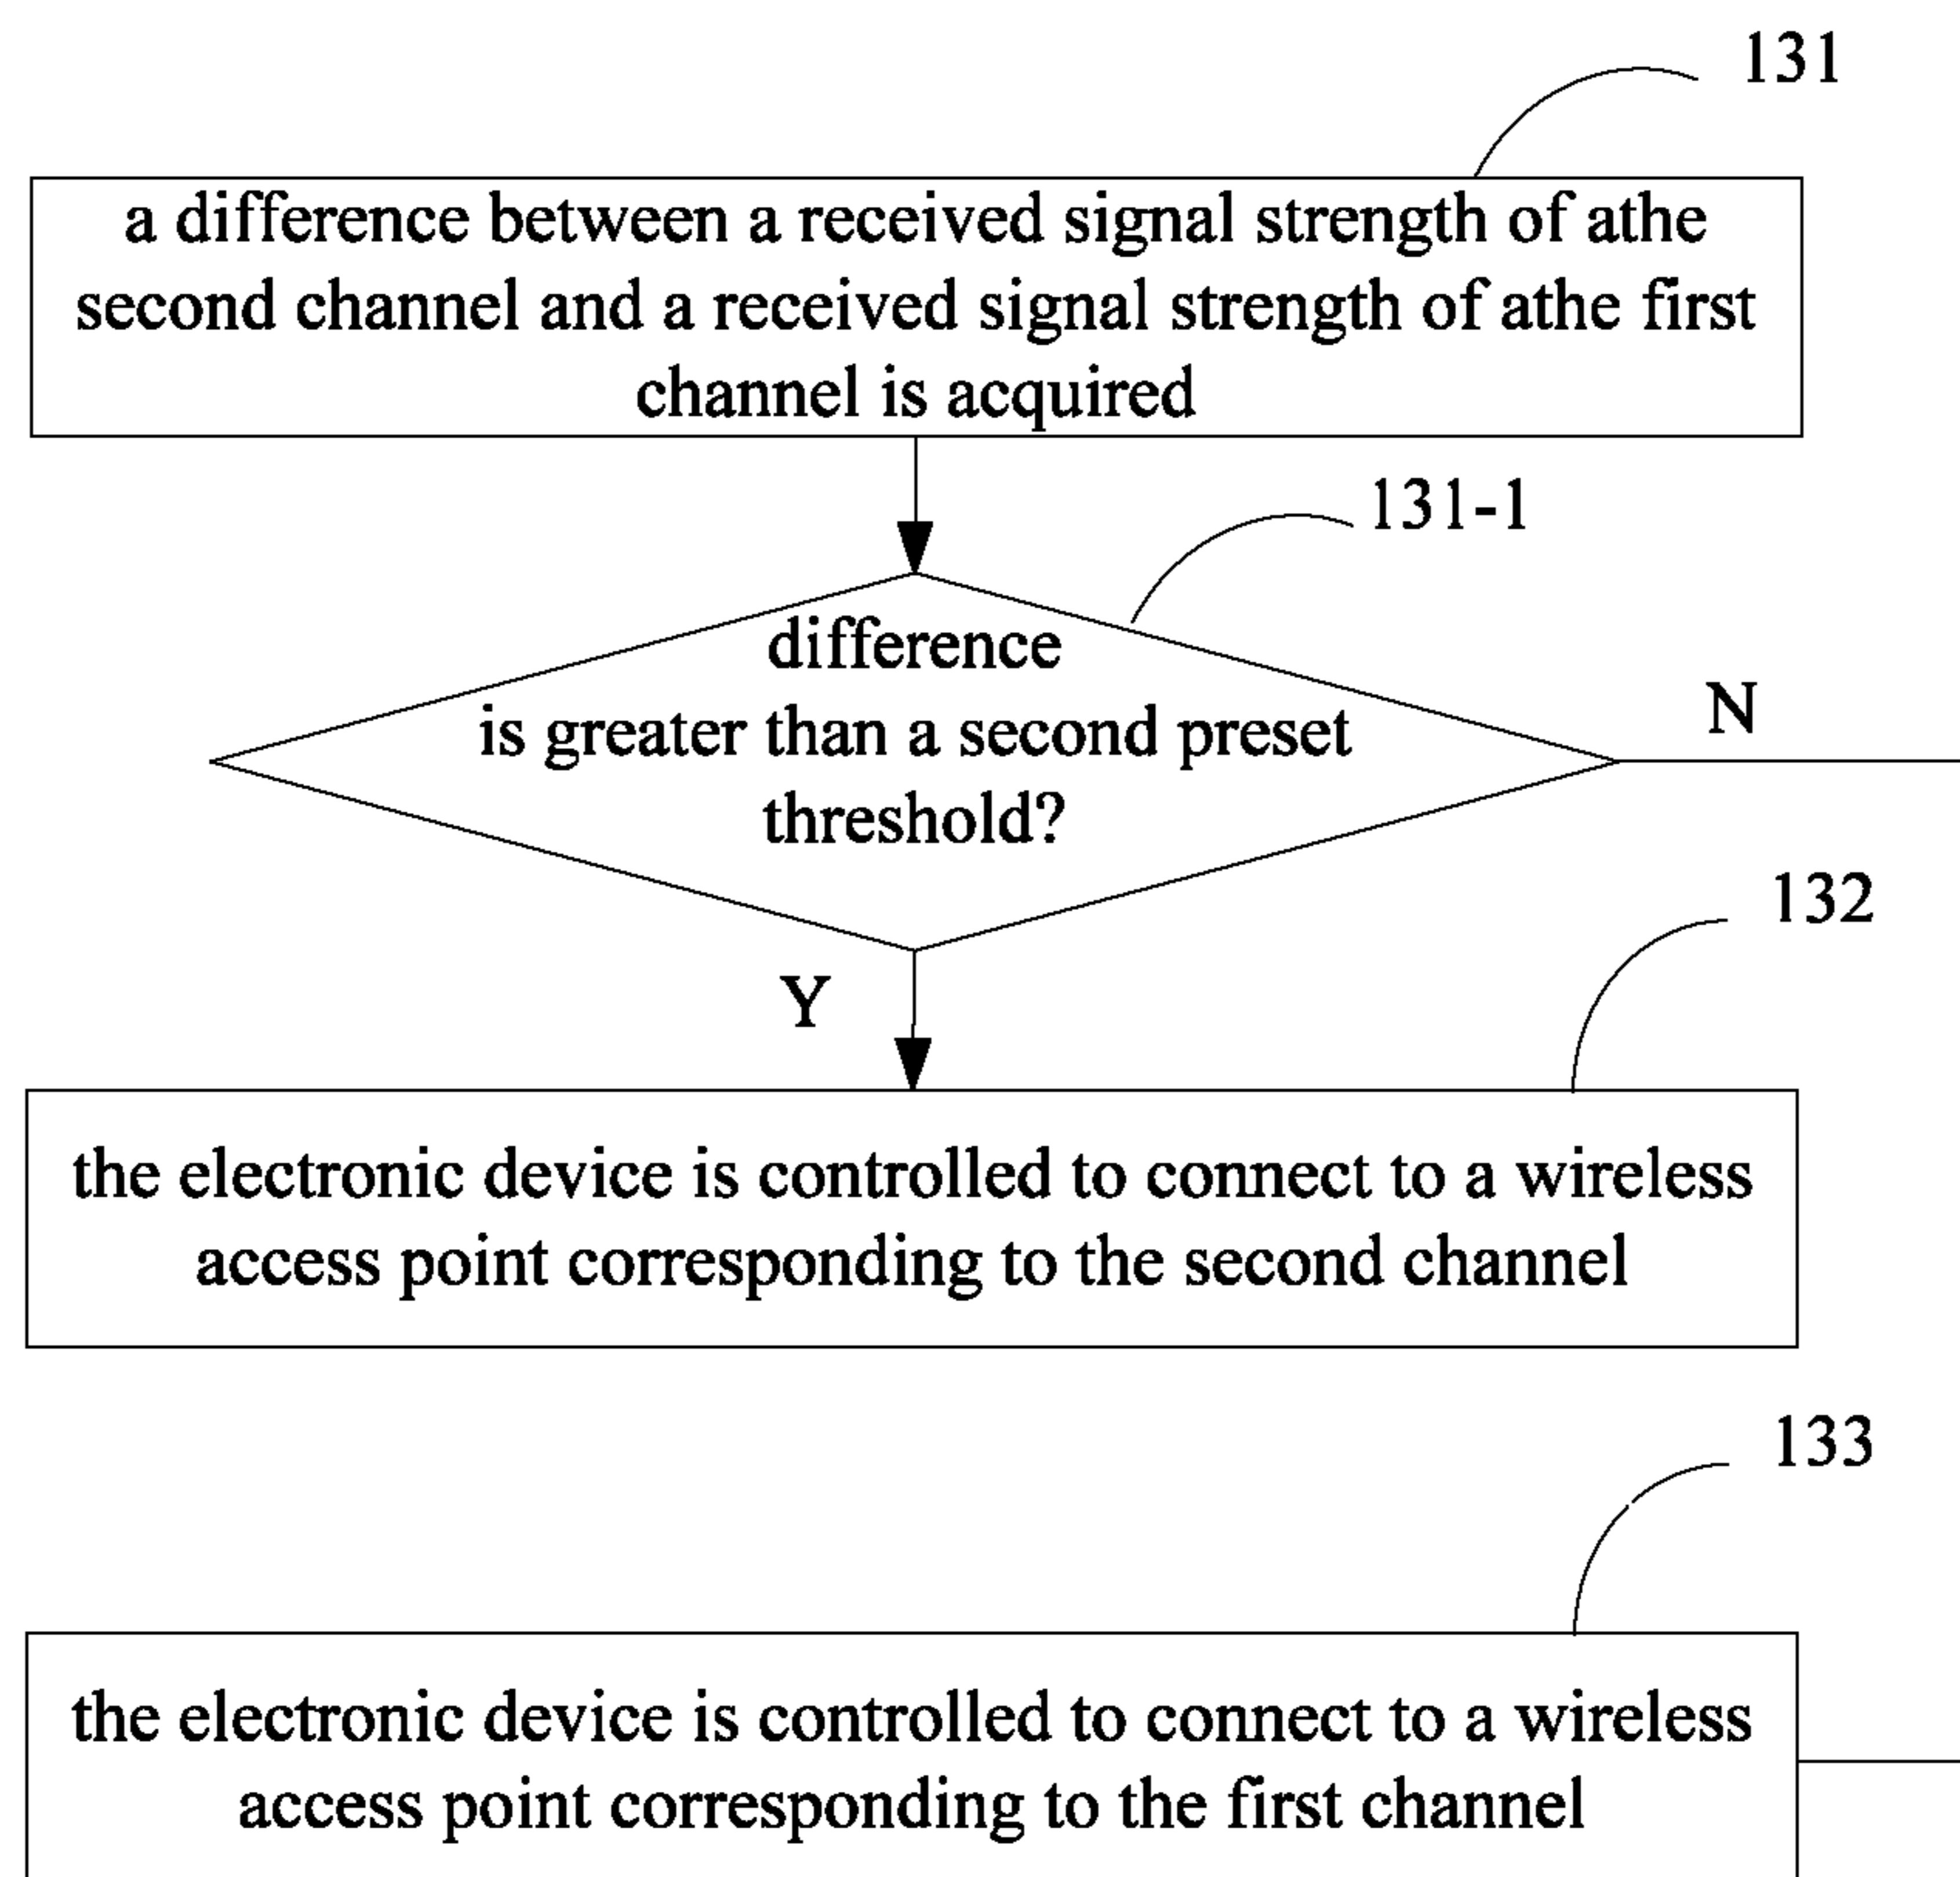 131
a difference between a received signal strength of athe
second channel and a received signal strength of athe first
channel is acquired
131-1
difference
is greater than a second preset
threshold?
N
132
Y
the electronic device is controlled to connect to a wireless
access point corresponding to the second channel
133
the electronic device is controlled to connect to a wireless
access point corresponding to the first channel